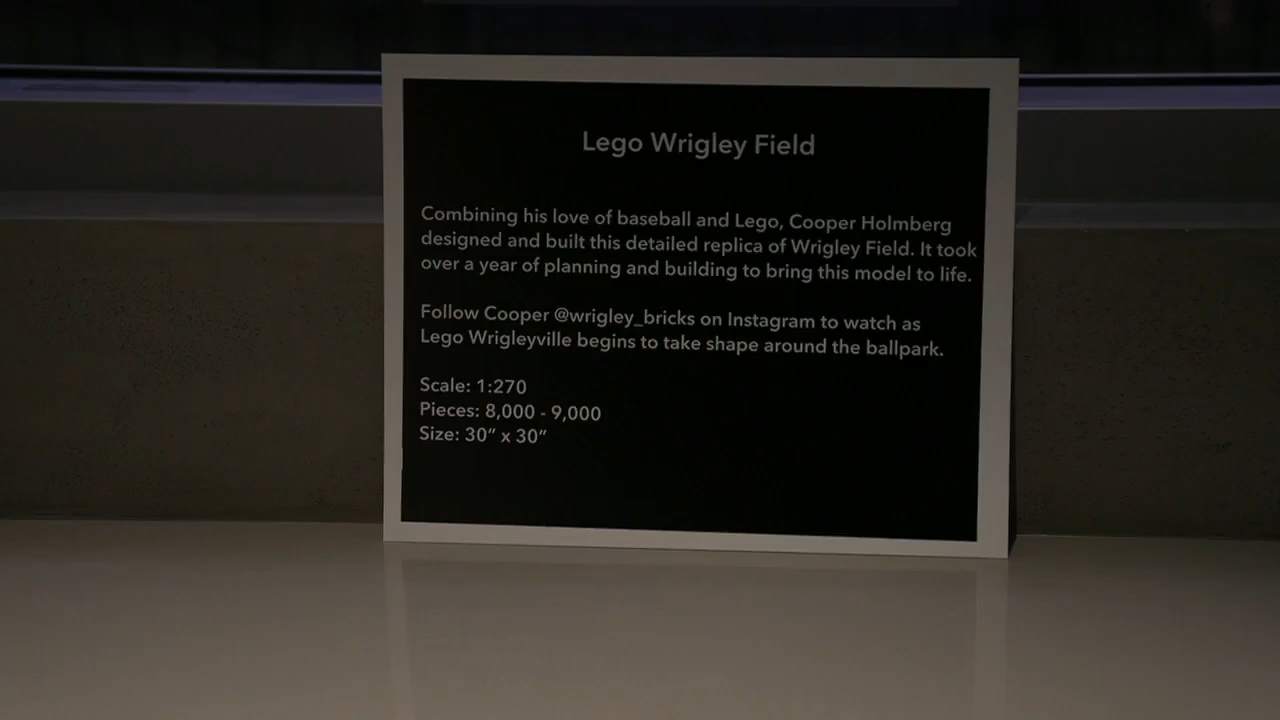 Lego Wrigley Field
Combining his love of baseball and Lego, Cooper Holmberg
designed and built this detailed replica of Wrigley Field. It took
over a year of planning and building to bring this model to life.
Follow Cooper @wrigley_bricks on Instagram to watch as
Lego Wrigleyville begins to take shape around the ballpark.
Scale: 1:270
Pieces: 8,000 - 9,000
Size: 30” x 30”